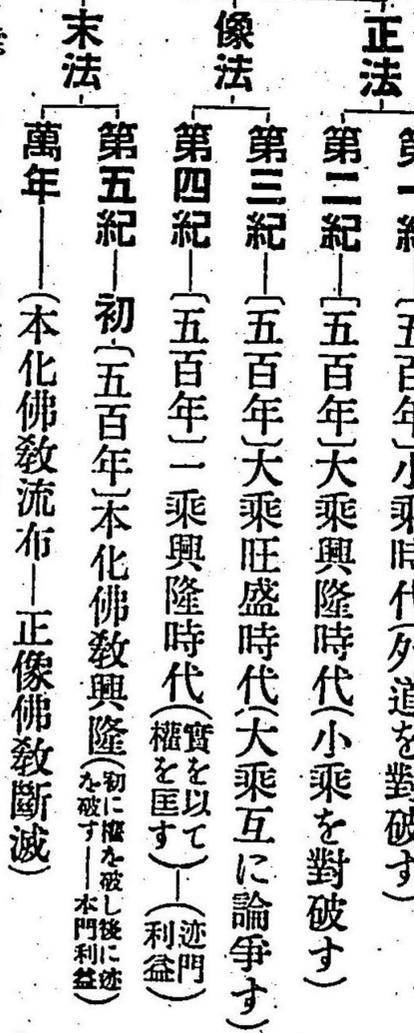 正法
第一紀
〔五百年〕小乘時代(外道を對破す)
第二紀―〔五百年〕大乘興隆時代(小乘を對破す)
像法
第三紀―〔五百年〕大乘旺盛時代(大乘互に論爭す)
第四紀―〔五百年〕一乘興隆時代(實を以て權を匡す)―(迹門利益)
末法
第五紀―初〔五百年〕本化佛敎興隆(初に權を破し後に迹を破す―本門利益)
萬年―(本化佛敎流布―正像佛敎斷滅)